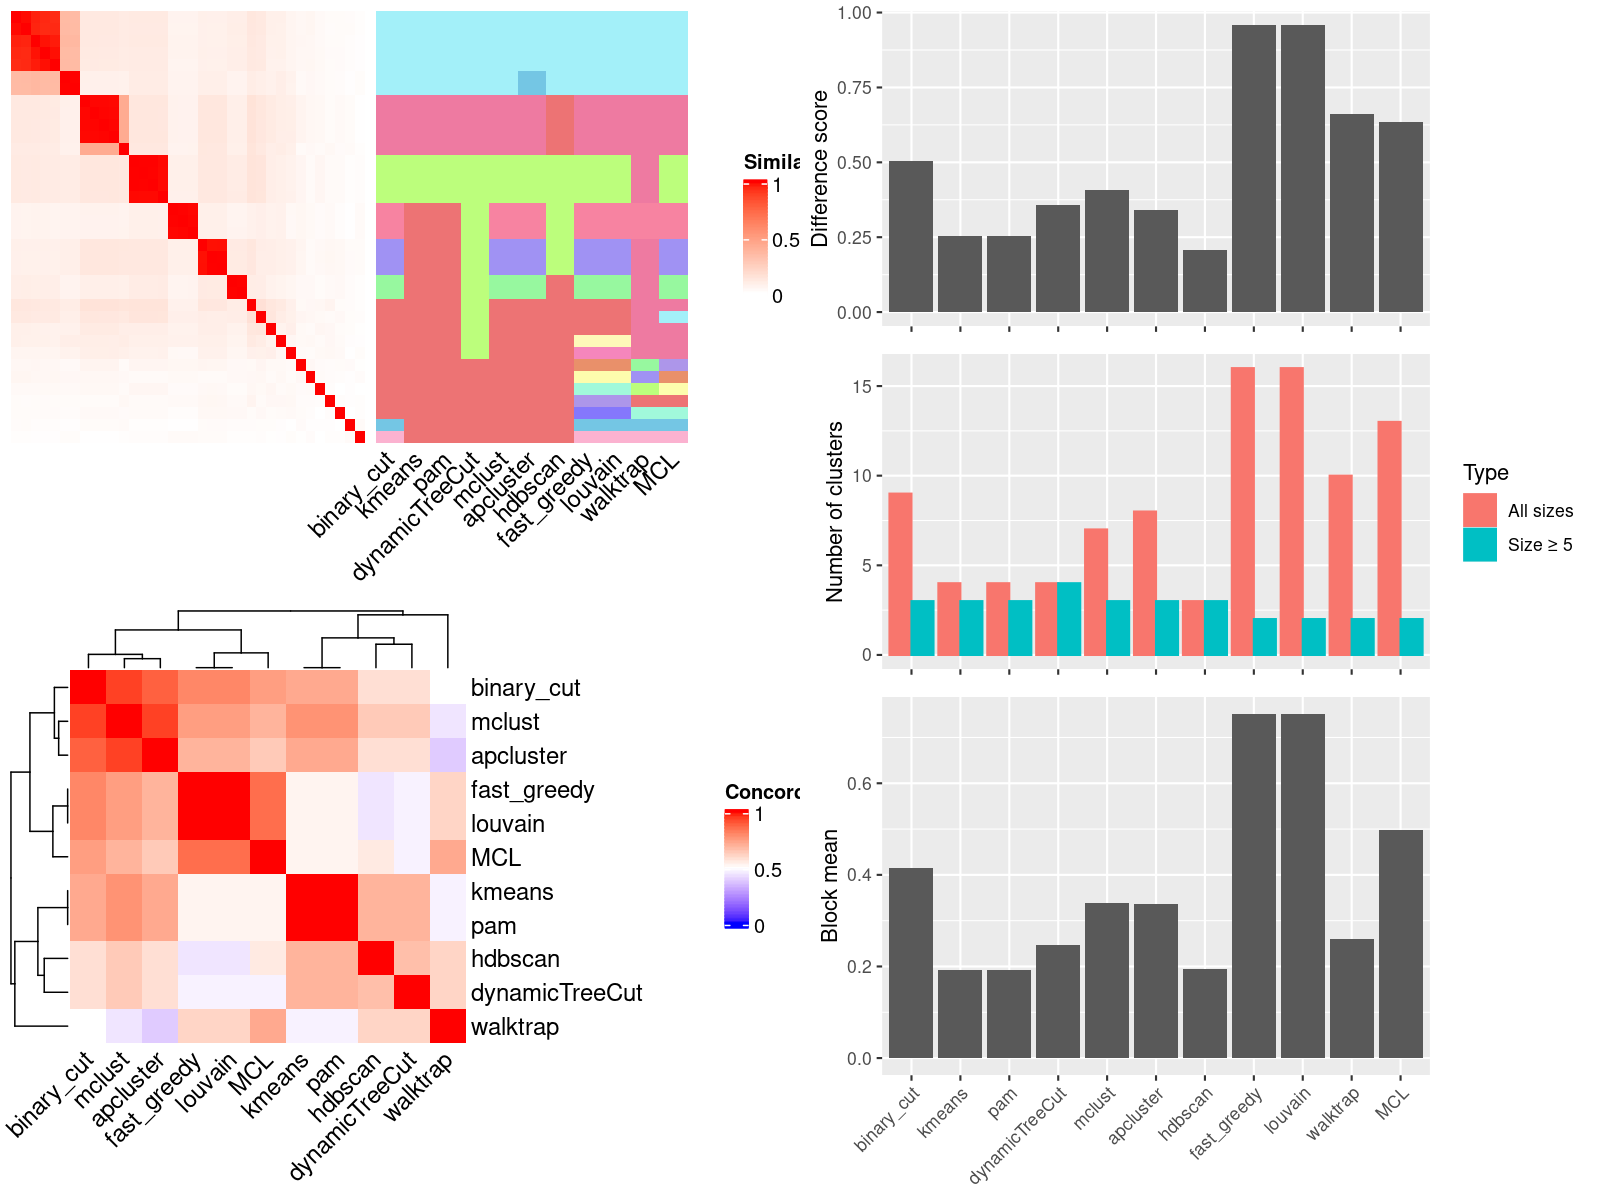 Simila
1
0.5
0
binary_cut
kmeans
pam
dynamicTreeCut
mclust
apcluster
hdbscan
fast_greedy
louvain
walktrap
MCL
binary_cut
mclust
apcluster
fast_greedy
louvain
MCL
kmeans
pam
hdbscan
dynamicTreeCut
walktrap
binary_cut
mclust
apcluster
fast_greedy
louvain
MCL
kmeans
pam
hdbscan
dynamicTreeCut
walktrap
Concord
1
0.5
0
Difference score
1.00
0.75
0.50
0.25
0.00
Number of clusters
15
10
5
0
Type
All sizes
Size ≥ 5
Block mean
0.6
0.4
0.2
0.0
binary_cut
kmeans
pam
dynamicTreeCut
mclust
apcluster
hdbscan
fast_greedy
louvain
walktrap
MCL